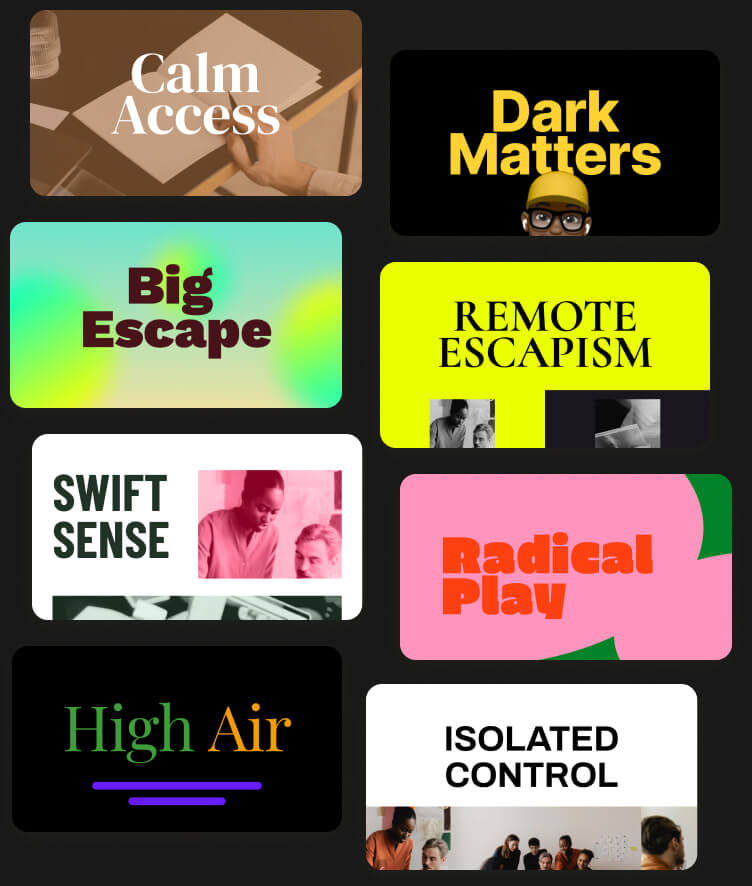 Calm
Access
Dark
Matters
Big
Escape
REMOTE
ESCAPISM
SWIFT
SENSE
Radical
Play
High Air
ISOLATED
CONTROL